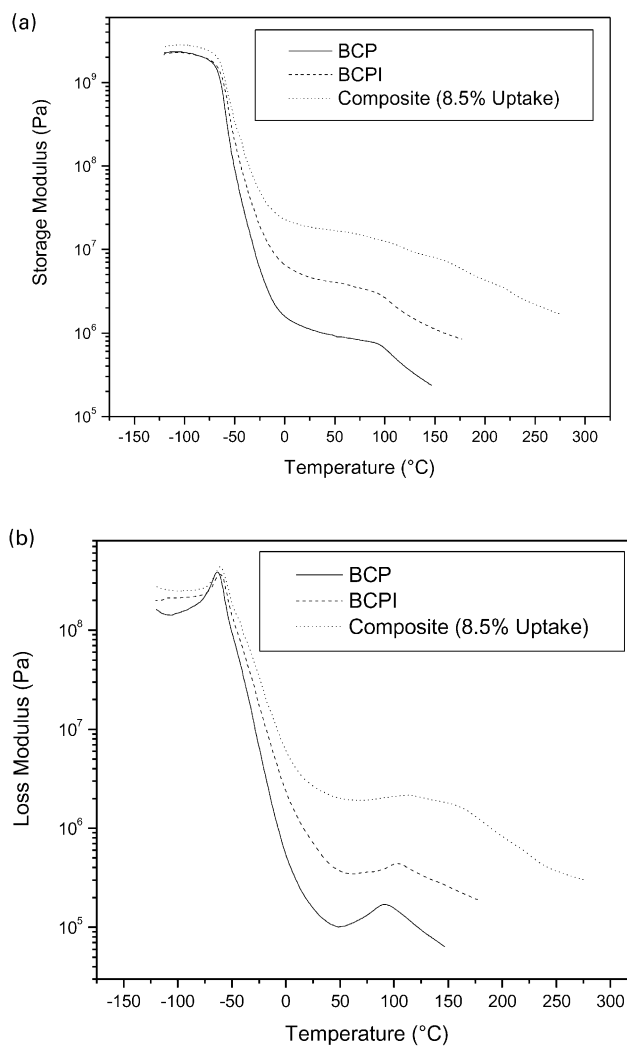 (a)
BCP
BCPI
Composite (8.5% Uptake)
Storage Modulus (Pa)
10^9
10^8
10^7
10^6
10^5
-150 -100 -50 0 50 100 150 200 250 300
Temperature (°C)
(b)
BCP
BCPI
Composite (8.5% Uptake)
Loss Modulus (Pa)
10^8
10^7
10^6
10^5
-150 -100 -50 0 50 100 150 200 250 300
Temperature (°C)